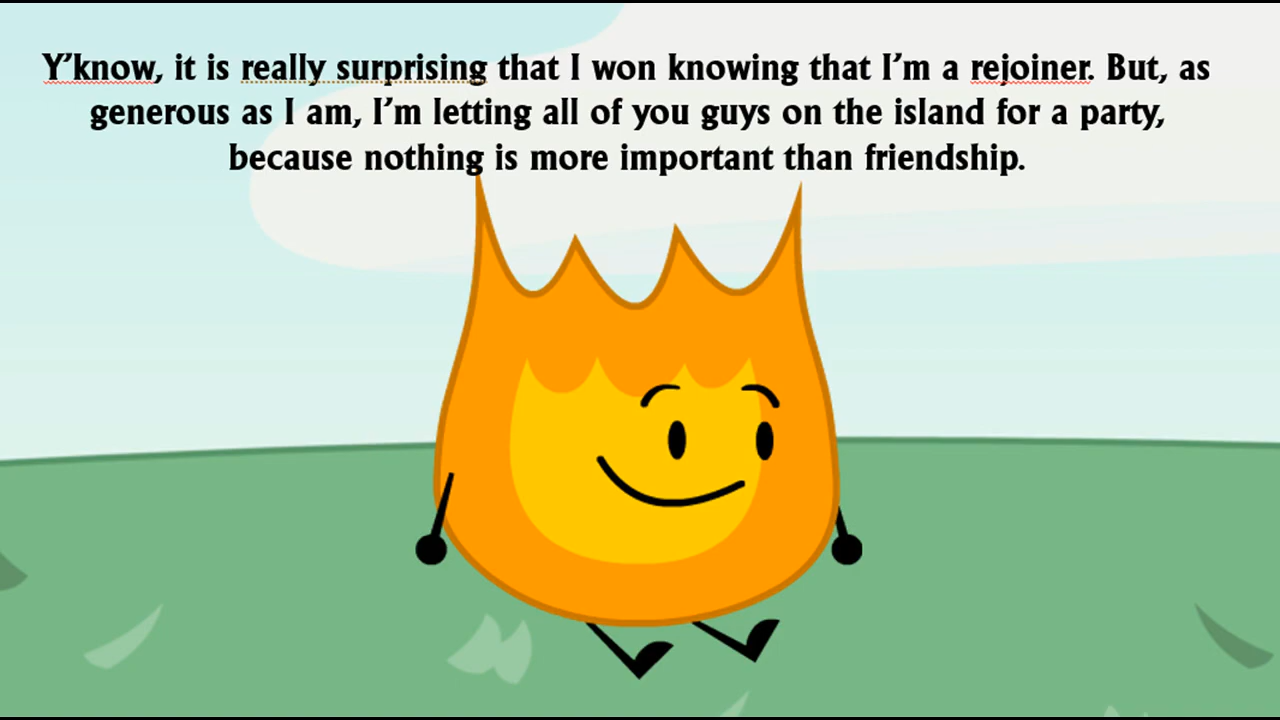 Y’know, it is really surprising that I won knowing that I’m a rejoiner. But, as
generous as I am, I’m letting all of you guys on the island for a party,
because nothing is more important than friendship.